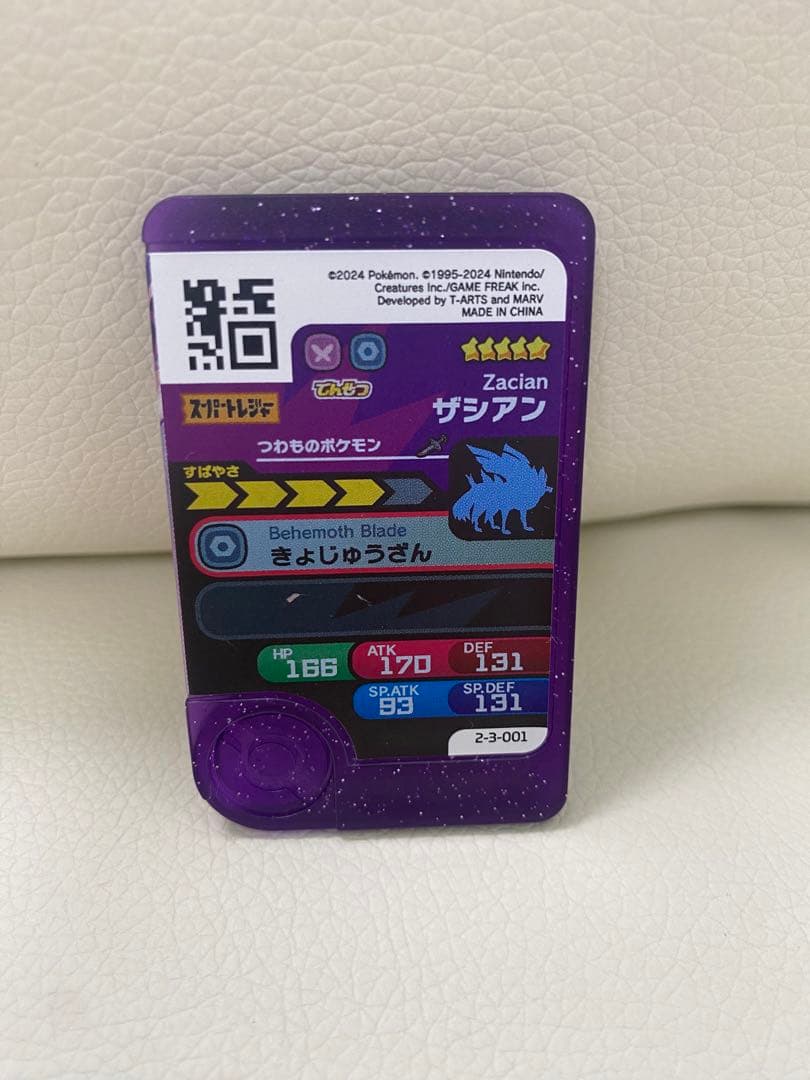 ©2024 Pokémon. ©1995-2024 Nintendo/
Creatures Inc./GAME FREAK inc.
Developed by T-ARTS and MARV
MADE IN CHINA
でんせつ
スーパートレジャー
Zacian
ザシアン
つわものポケモン
すばやさ
Behemoth Blade
きょじゅうざん
HP 166
ATK 170
DEF 131
SP.ATK 93
SP.DEF 131
2-3-001